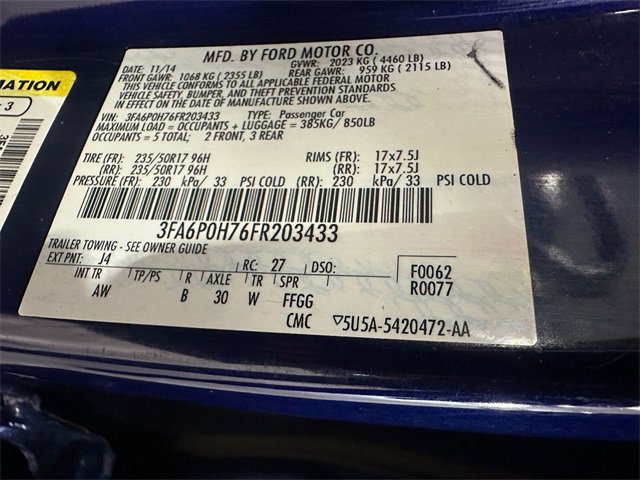 MFD. BY FORD MOTOR CO.
DATE: 11/14 GVWR: 2023 KG ( 4460 LB)
FRONT GAWR: 1068 KG ( 2355 LB) REAR GAWR: 959 KG ( 2115 LB)
THIS VEHICLE CONFORMS TO ALL APPLICABLE FEDERAL MOTOR
VEHICLE SAFETY, BUMPER, AND THEFT PREVENTION STANDARDS
IN EFFECT ON THE DATE OF MANUFACTURE SHOWN ABOVE.
VIN: 3FA6P0H76FR203433 TYPE: Passenger Car
MAXIMUM LOAD = OCCUPANTS + LUGGAGE = 385KG/ 850LB
OCCUPANTS = 5 TOTAL; 2 FRONT, 3 REAR
TIRE (FR): 235/50R17 96H RIMS (FR): 17x7.5J
(RR): 235/50R17 96H (RR): 17x7.5J
PRESSURE (FR): 230 kPa/ 33 PSI COLD (RR): 230 kPa/ 33 PSI COLD
3FA6P0H76FR203433
TRAILER TOWING - SEE OWNER GUIDE
EXT PNT: J4 RC: 27 DSO: F0062
INT TR TP/PS R AXLE TR SPR R0077
AW B 30 W FFGG
CMC ▽5U5A-5420472-AA
MATION
3